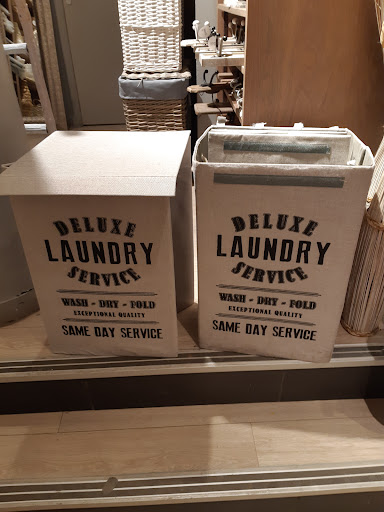 DELUXE
LAUNDRY
SERVICE
WASH - DRY - FOLD
EXCEPTIONAL QUALITY
SAME DAY SERVICE
DELUXE
LAUNDRY
SERVICE
WASH - DRY - FOLD
EXCEPTIONAL QUALITY
SAME DAY SERVICE